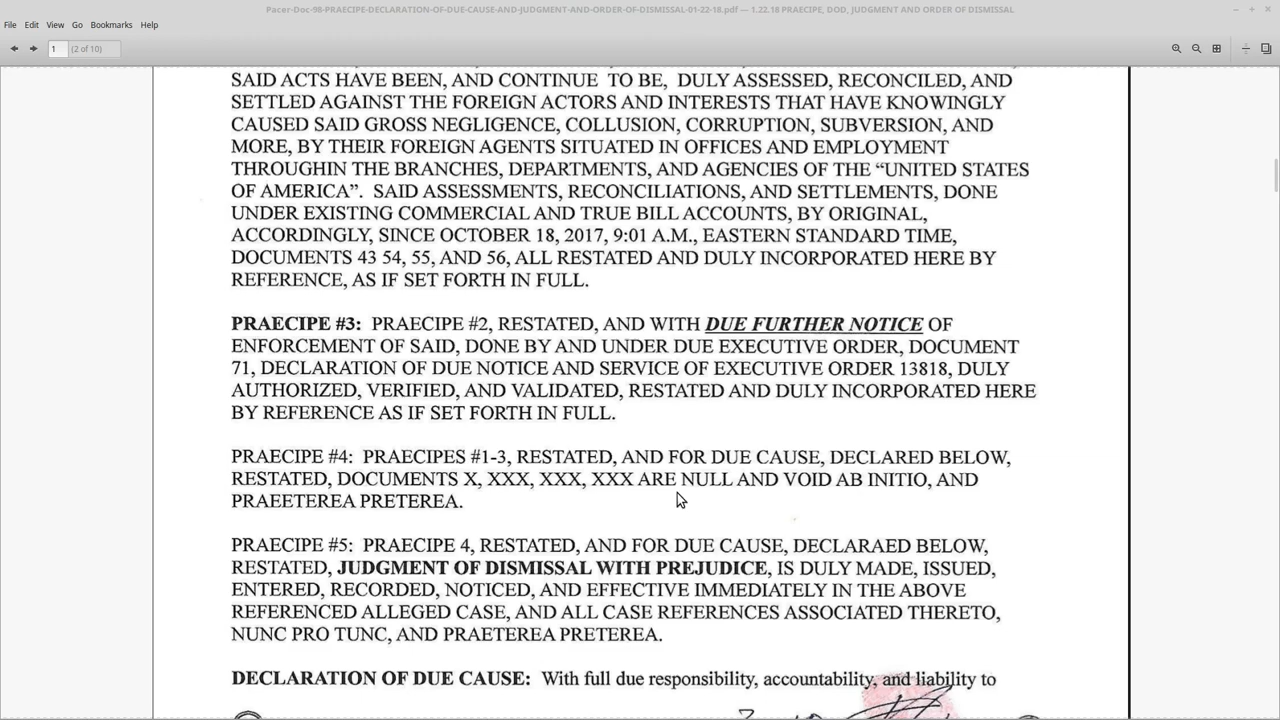 Pacer-Doc-98-PRAECIPE-DECLARATION-OF-DUE-CAUSE-AND-JUDGMENT-AND-ORDER-OF-DISMISSAL-01-22-18.pdf — 1.22.18 PRAECIPE, DOD, JUDGMENT AND ORDER OF DISMISSAL
File Edit View Go Bookmarks Help
1 (2 of 10)
SAID ACTS HAVE BEEN, AND CONTINUE TO BE, DULY ASSESSED, RECONCILED, AND
SETTLED AGAINST THE FOREIGN ACTORS AND INTERESTS THAT HAVE KNOWINGLY
CAUSED SAID GROSS NEGLIGENCE, COLLUSION, CORRUPTION, SUBVERSION, AND
MORE, BY THEIR FOREIGN AGENTS SITUATED IN OFFICES AND EMPLOYMENT
THROUGHIN THE BRANCHES, DEPARTMENTS, AND AGENCIES OF THE “UNITED STATES
OF AMERICA”. SAID ASSESSMENTS, RECONCILIATIONS, AND SETTLEMENTS, DONE
UNDER EXISTING COMMERCIAL AND TRUE BILL ACCOUNTS, BY ORIGINAL,
ACCORDINGLY, SINCE OCTOBER 18, 2017, 9:01 A.M., EASTERN STANDARD TIME,
DOCUMENTS 43 54, 55, AND 56, ALL RESTATED AND DULY INCORPORATED HERE BY
REFERENCE, AS IF SET FORTH IN FULL.
PRAECIPE #3: PRAECIPE #2, RESTATED, AND WITH DUE FURTHER NOTICE OF
ENFORCEMENT OF SAID, DONE BY AND UNDER DUE EXECUTIVE ORDER, DOCUMENT
71, DECLARATION OF DUE NOTICE AND SERVICE OF EXECUTIVE ORDER 13818, DULY
AUTHORIZED, VERIFIED, AND VALIDATED, RESTATED AND DULY INCORPORATED HERE
BY REFERENCE AS IF SET FORTH IN FULL.
PRAECIPE #4: PRAECIPES #1-3, RESTATED, AND FOR DUE CAUSE, DECLARED BELOW,
RESTATED, DOCUMENTS X, XXX, XXX, XXX ARE NULL AND VOID AB INITIO, AND
PRAEETEREA PRETEREA.
PRAECIPE #5: PRAECIPE 4, RESTATED, AND FOR DUE CAUSE, DECLARAED BELOW,
RESTATED, JUDGMENT OF DISMISSAL WITH PREJUDICE, IS DULY MADE, ISSUED,
ENTERED, RECORDED, NOTICED, AND EFFECTIVE IMMEDIATELY IN THE ABOVE
REFERENCED ALLEGED CASE, AND ALL CASE REFERENCES ASSOCIATED THERETO,
NUNC PRO TUNC, AND PRAETEREA PRETEREA.
DECLARATION OF DUE CAUSE: With full due responsibility, accountability, and liability to